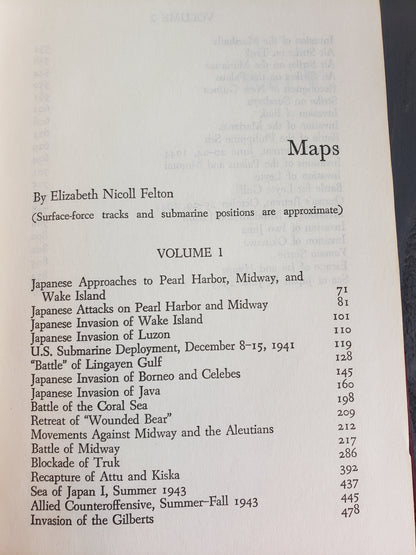 Maps
By Elizabeth Nicoll Felton
(Surface-force tracks and submarine positions are approximate)
VOLUME 1
Japanese Approaches to Pearl Harbor, Midway, and
Wake Island 71
Japanese Attacks on Pearl Harbor and Midway 81
Japanese Invasion of Wake Island 101
Japanese Invasion of Luzon 110
U.S. Submarine Deployment, December 8–15, 1941 119
"Battle" of Lingayen Gulf 128
Japanese Invasion of Borneo and Celebes 145
Japanese Invasion of Java 160
Battle of the Coral Sea 198
Retreat of "Wounded Bear" 209
Movements Against Midway and the Aleutians 212
Battle of Midway 217
Blockade of Truk 286
Recapture of Attu and Kiska 392
Sea of Japan I, Summer 1943 437
Allied Counteroffensive, Summer–Fall 1943 445
Invasion of the Gilberts 478